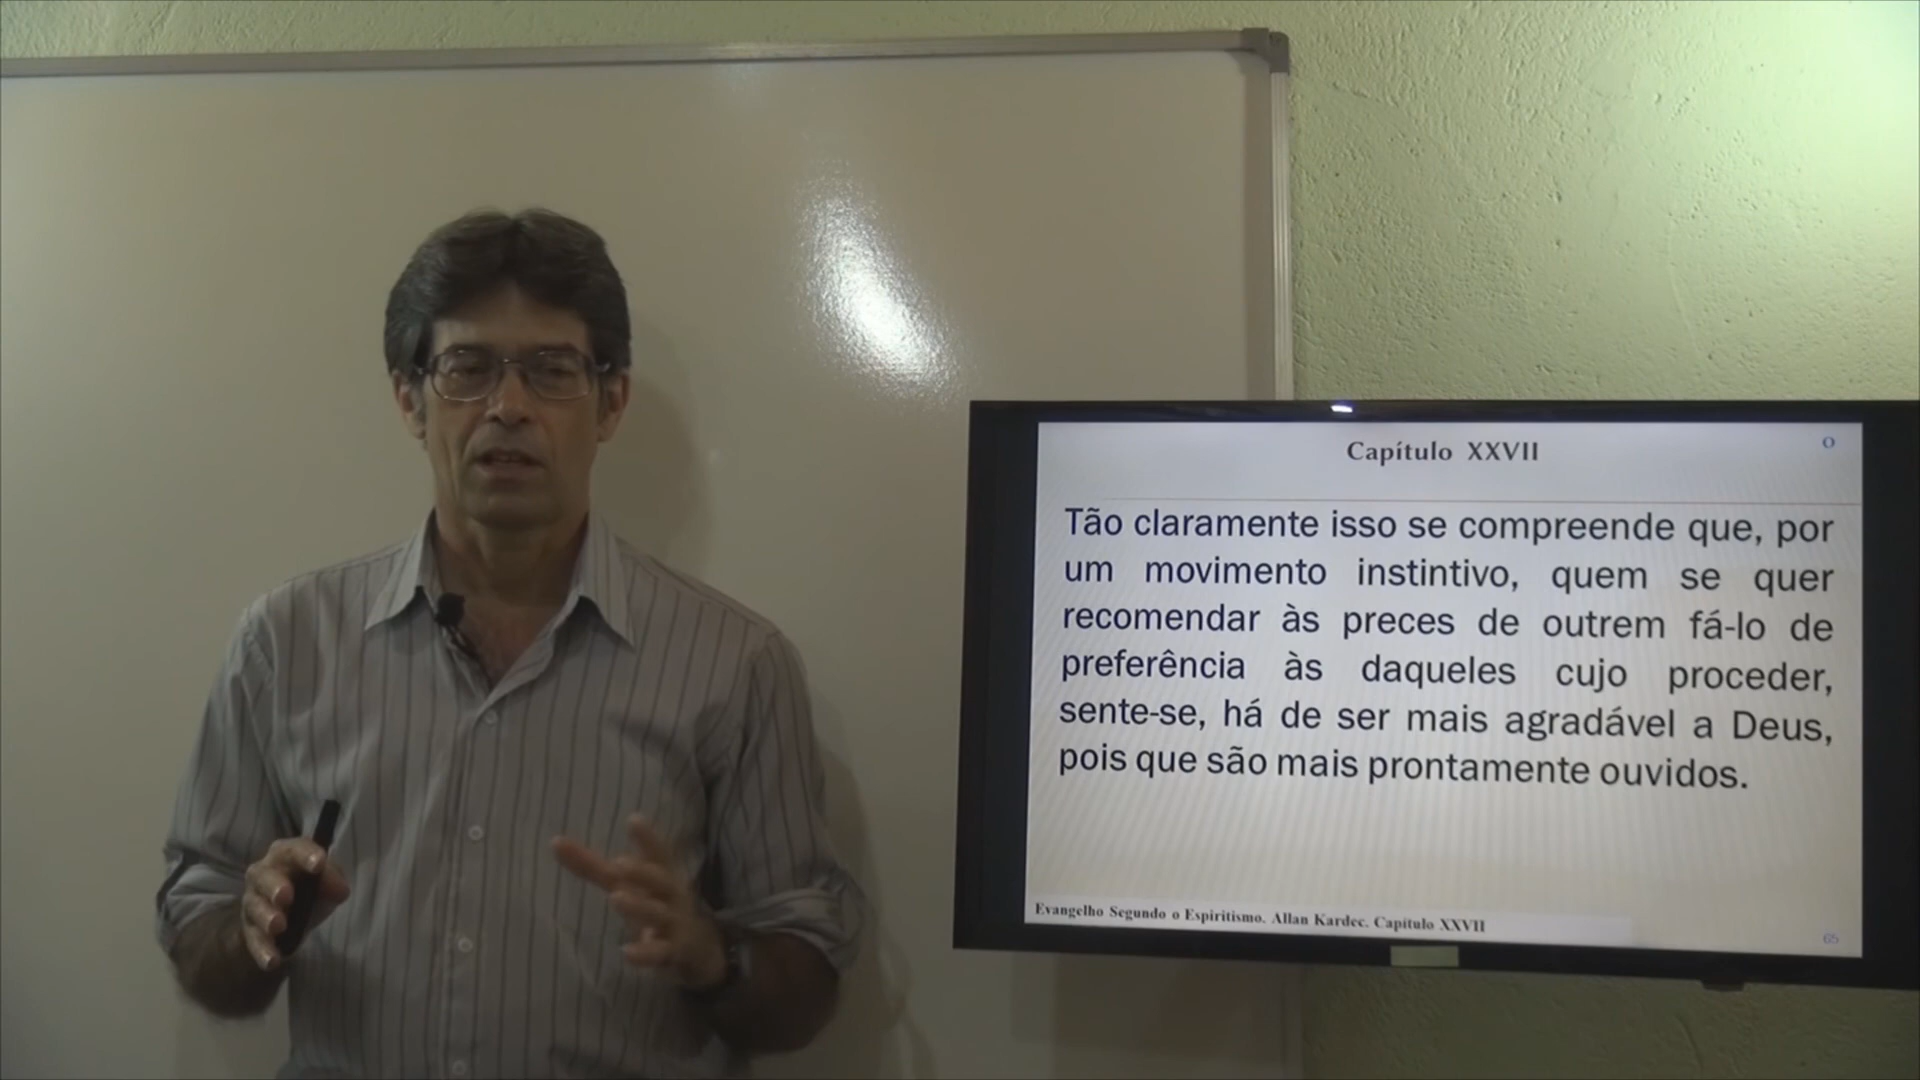 Capítulo XXVII
Tão claramente isso se compreende que, por
um movimento instintivo, quem se quer
recomendar às preces de outrem fá-lo de
preferência às daqueles cujo proceder,
sente-se, há de ser mais agradável a Deus,
pois que são mais prontamente ouvidos.
Evangelho Segundo o Espiritismo. Allan Kardec. Capítulo XXVII
65